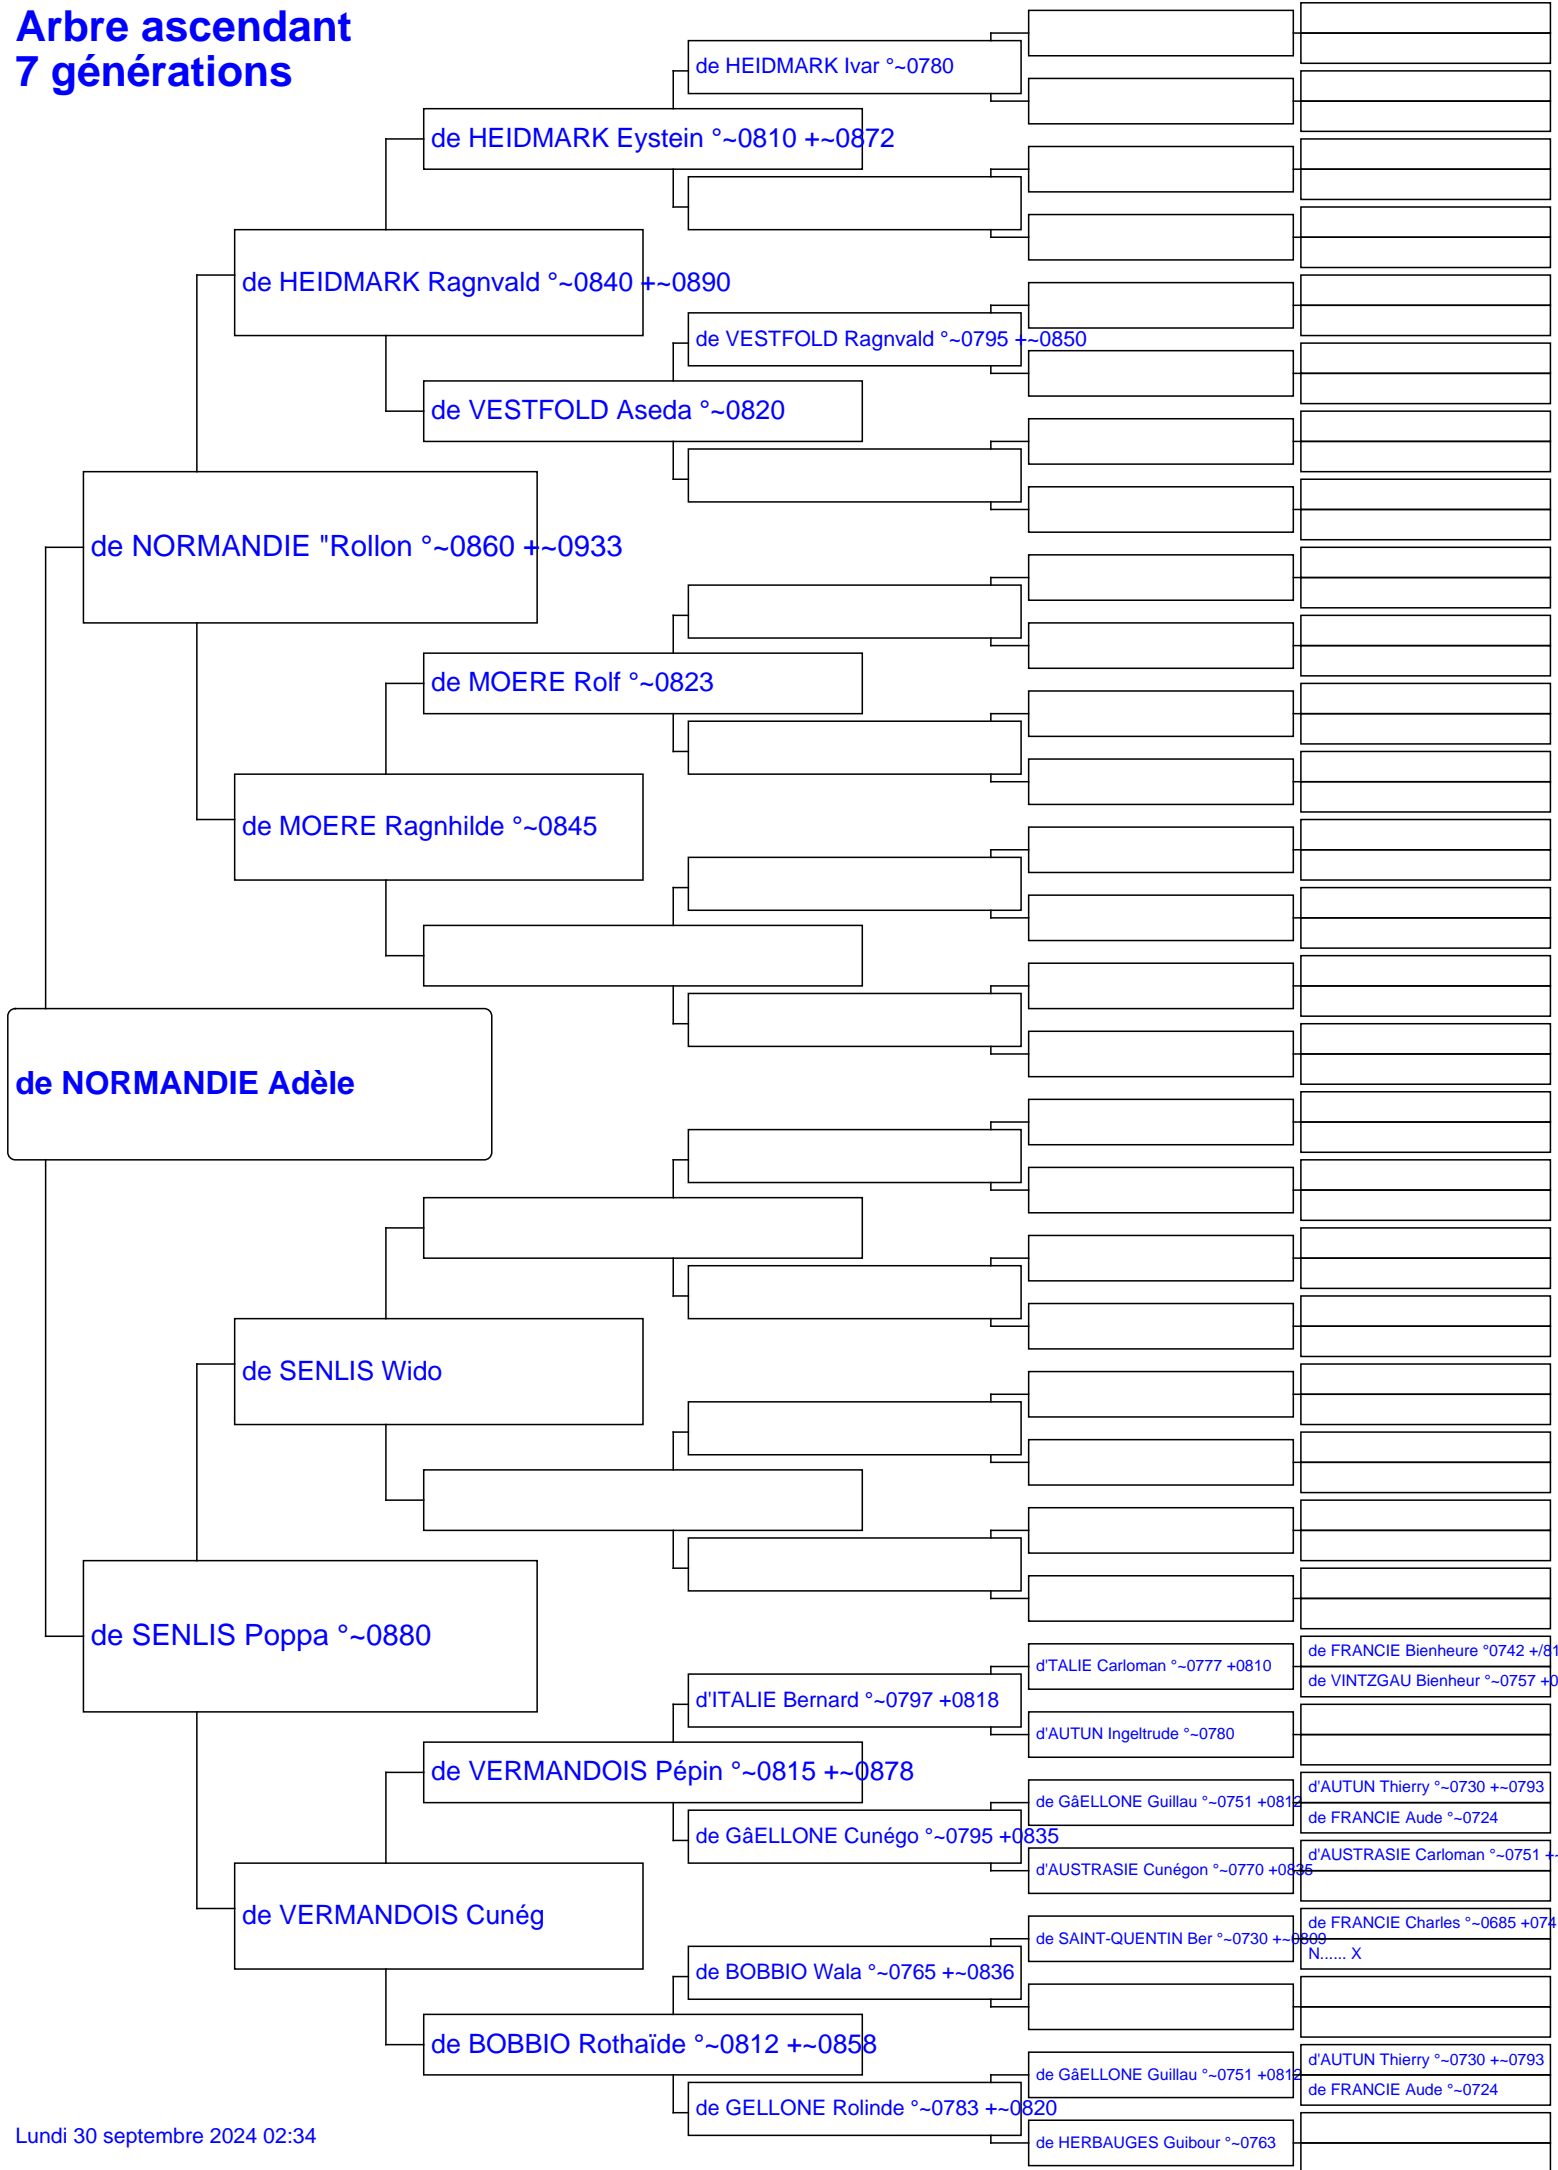 Arbre ascendant
7 générations
de HEIDMARK Ivar °~0780
de HEIDMARK Eystein °~0810 +~0872
de HEIDMARK Ragnvald °~0840 +~0890
de VESTFOLD Ragnvald °~0795 +~0850
de VESTFOLD Aseda °~0820
de NORMANDIE "Rollon °~0860 +~0933
de MOERE Rolf °~0823
de MOERE Ragnhilde °~0845
de NORMANDIE Adèle
de SENLIS Wido
de SENLIS Poppa °~0880
de FRANCIE Bienheure °0742 +/81
d'TALIE Carloman °~0777 +0810
de VINTZGAU Bienheur °~0757 +0
d'ITALIE Bernard °~0797 +0818
d'AUTUN Ingeltrude °~0780
de VERMANDOIS Pépin °~0815 +~0878
d'AUTUN Thierry °~0730 +~0793
de GâELLONE Guillau °~0751 +0812
de FRANCIE Aude °~0724
de GâELLONE Cunégo °~0795 +0835
d'AUSTRASIE Carloman °~0751 +~
d'AUSTRASIE Cunégon °~0770 +0835
de VERMANDOIS Cunég
de FRANCIE Charles °~0685 +074
de SAINT-QUENTIN Ber °~0730 +~0809
N...... X
de BOBBIO Wala °~0765 +~0836
de BOBBIO Rothaïde °~0812 +~0858
d'AUTUN Thierry °~0730 +~0793
de GâELLONE Guillau °~0751 +0812
de FRANCIE Aude °~0724
de GELLONE Rolinde °~0783 +~0820
de HERBAUGES Guibour °~0763
Lundi 30 septembre 2024 02:34